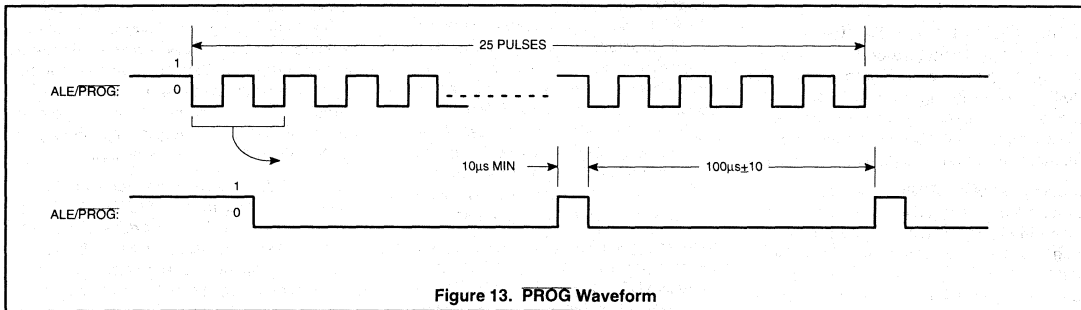 25 PULSES
1
ALE/PROG:
0
10µs MIN
100µs±10
1
ALE/PROG:
0
Figure 13. PROG Waveform